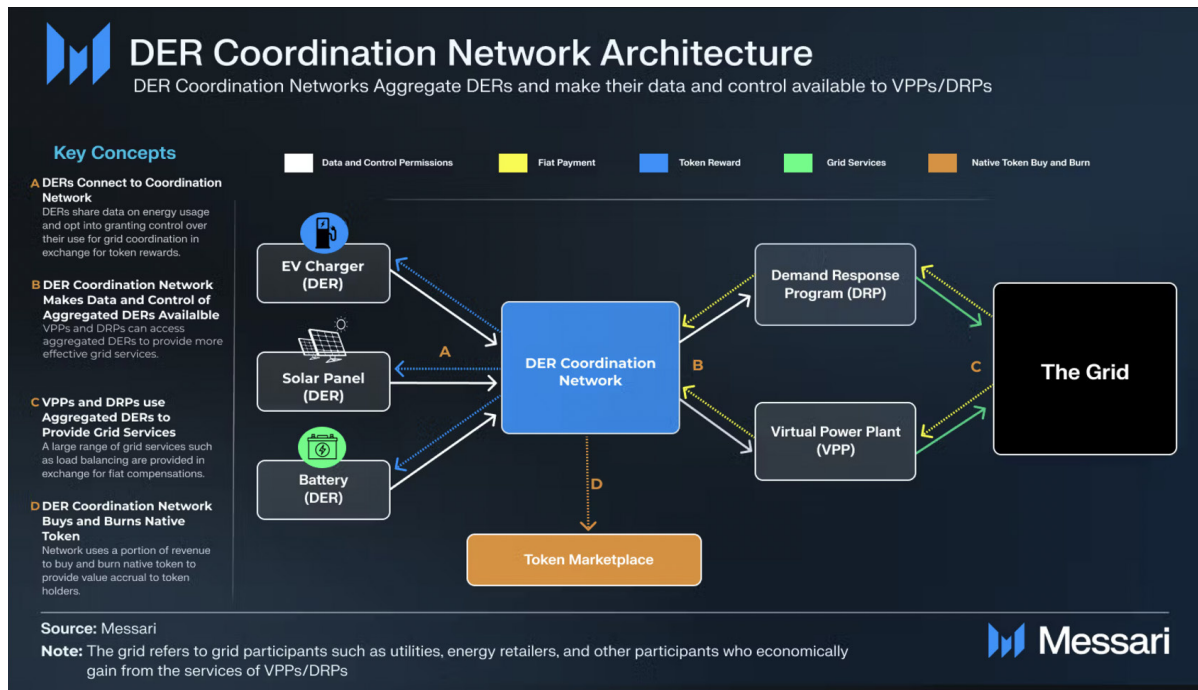 DER Coordination Network Architecture
DER Coordination Networks Aggregate DERs and make their data and control available to VPPs/DRPs
Key Concepts
A DERs Connect to Coordination
Network
DERs share data on energy usage
and opt into granting control over
their use for grid coordination in
exchange for token rewards.
B DER Coordination Network
Makes Data and Control of
Aggregated DERs Availalble
VPPs and DRPs can access
aggregated DERs to provide more
effective grid services.
C VPPs and DRPs use
Aggregated DERs to
Provide Grid Services
A large range of grid services such
as load balancing are provided in
exchange for fiat compensations.
D DER Coordination Network
Buys and Burns Native
Token
Network uses a portion of revenue
to buy and burn native token to
provide value accrual to token
holders.
Data and Control Permissions
Fiat Payment
Token Reward
Grid Services
Native Token Buy and Burn
EV Charger
(DER)
Solar Panel
(DER)
Battery
(DER)
A
DER Coordination
Network
B
Demand Response
Program (DRP)
Virtual Power Plant
(VPP)
C
The Grid
D
Token Marketplace
Source: Messari
Note: The grid refers to grid participants such as utilities, energy retailers, and other participants who economically
gain from the services of VPPs/DRPs
Messari